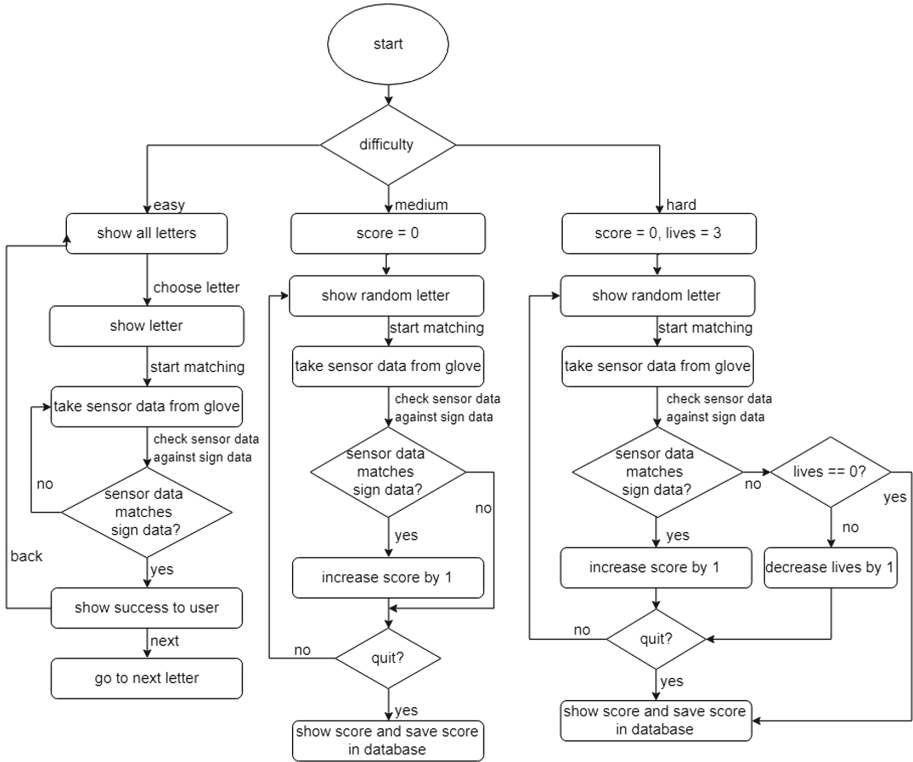 start
difficulty
easy
show all letters
choose letter
show letter
start matching
take sensor data from glove
check sensor data
against sign data
sensor data
matches
sign data?
no
yes
back
show success to user
next
go to next letter
medium
score = 0
show random letter
start matching
take sensor data from glove
check sensor data
against sign data
sensor data
matches
sign data?
no
yes
increase score by 1
quit?
no
yes
show score and save score
in database
hard
score = 0, lives = 3
show random letter
start matching
take sensor data from glove
check sensor data
against sign data
sensor data
matches
sign data?
no
lives == 0?
yes
no
decrease lives by 1
yes
increase score by 1
quit?
no
yes
show score and save score
in database